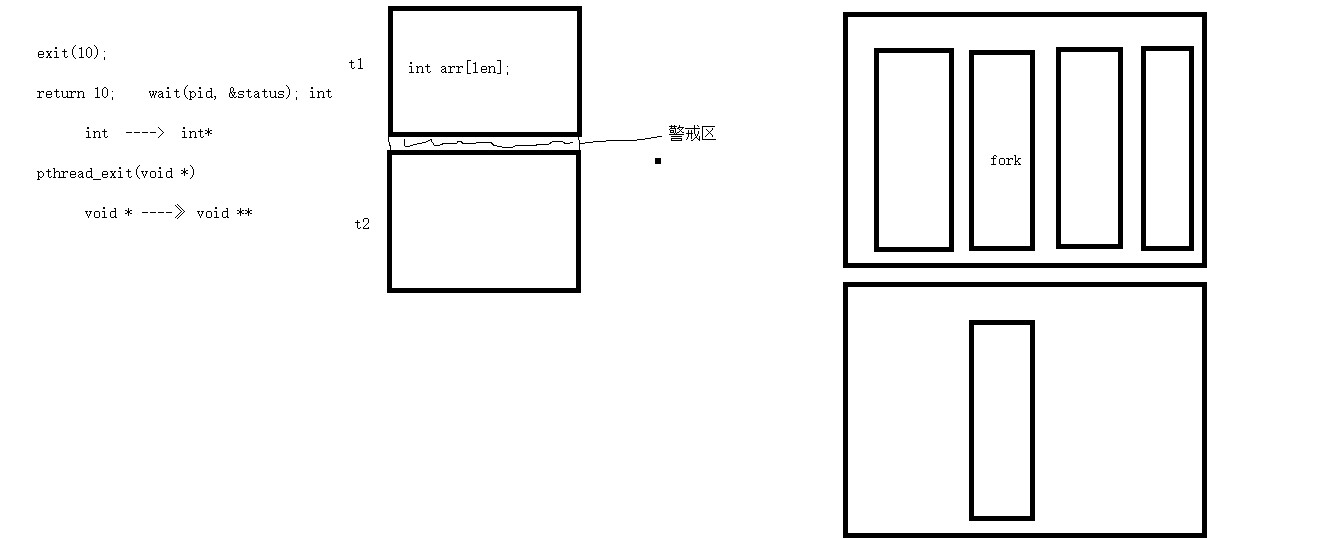 exit(10);
return 10;    wait(pid, &status); int
int  ---->  int*
pthread_exit(void *)
void * ----》 void **
t1
int arr[len];
警戒区
t2
fork